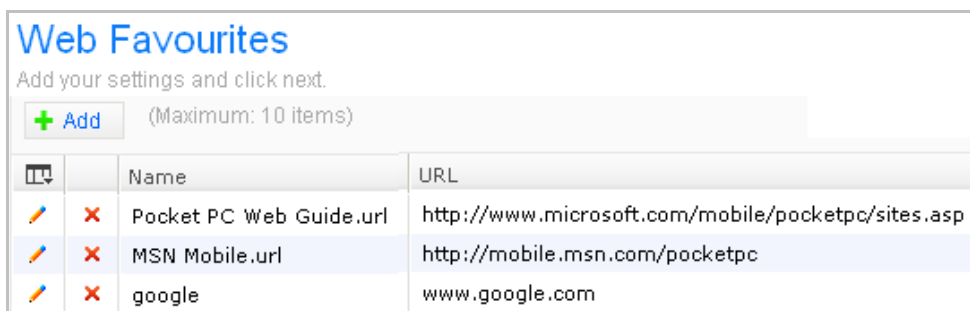 Web Favourites
Add your settings and click next.
Add (Maximum: 10 items)
Name URL
Pocket PC Web Guide.url http://www.microsoft.com/mobile/pocketpc/sites.asp
MSN Mobile.url http://mobile.msn.com/pocketpc
google www.google.com